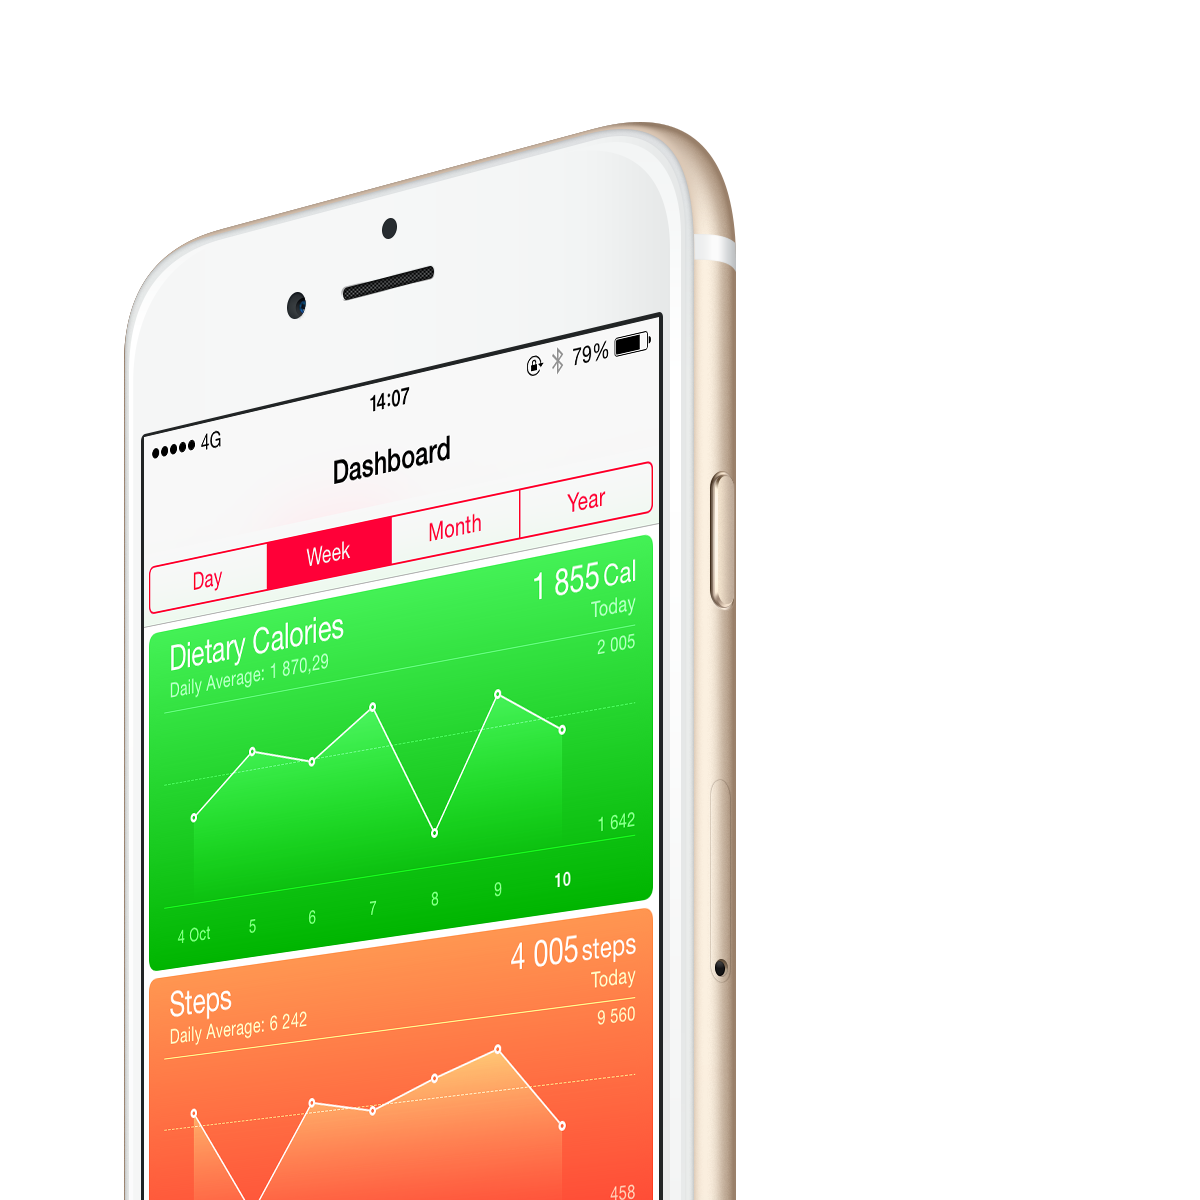 ●●●●● 4G 14:07 79%
Dashboard
Day Week Month Year
Dietary Calories 1 855 Cal
Daily Average: 1 870,29 Today
2 005
1 642
4 Oct 5 6 7 8 9 10
Steps 4 005 steps
Daily Average: 6 242 Today
9 560
458